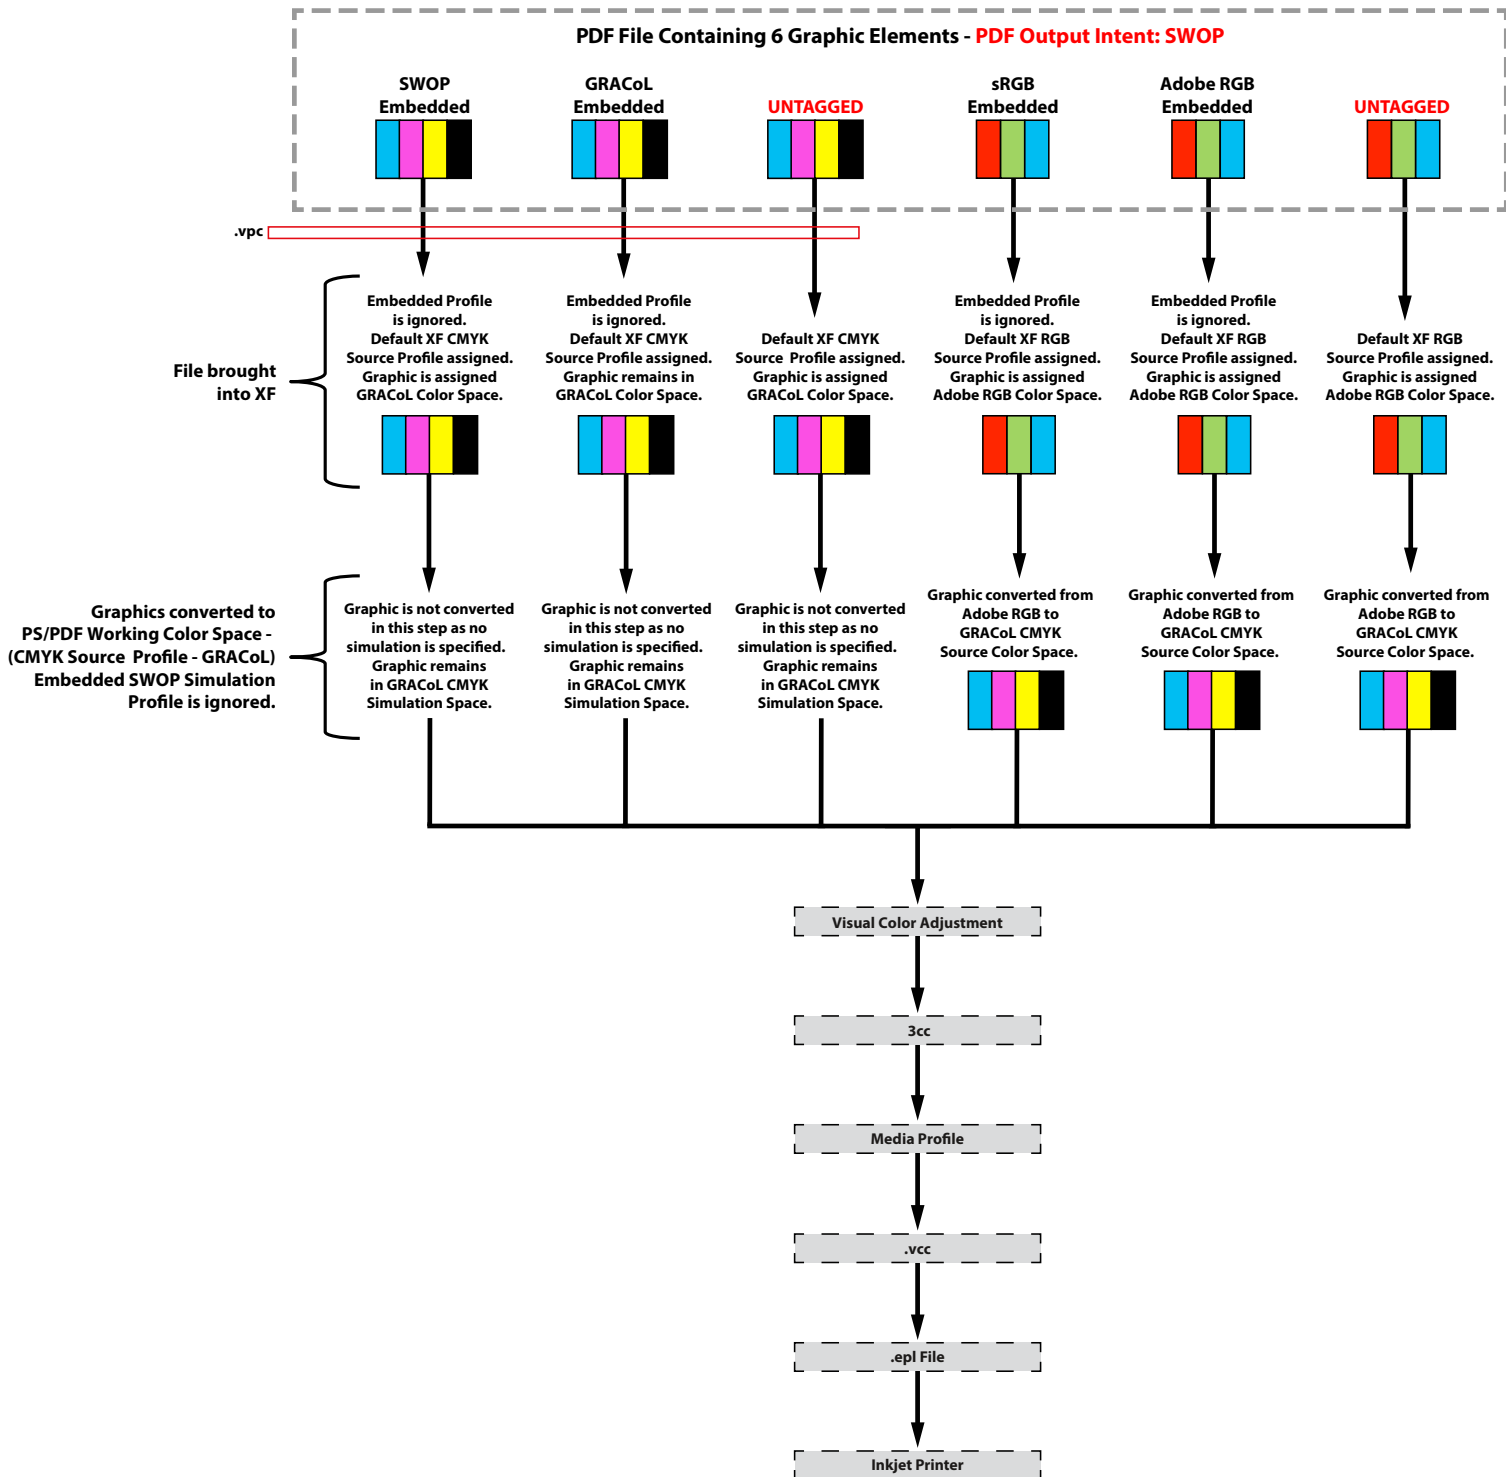 PDF File Containing 6 Graphic Elements - PDF Output Intent: SWOP
SWOP
Embedded
GRACoL
Embedded
UNTAGGED
sRGB
Embedded
Adobe RGB
Embedded
UNTAGGED
.vpc
File brought
into XF
Embedded Profile
is ignored.
Default XF CMYK
Source Profile assigned.
Graphic is assigned
GRACoL Color Space.
Embedded Profile
is ignored.
Default XF CMYK
Source Profile assigned.
Graphic remains in
GRACoL Color Space.
Default XF CMYK
Source Profile assigned.
Graphic is assigned
GRACoL Color Space.
Embedded Profile
is ignored.
Default XF RGB
Source Profile assigned.
Graphic is assigned
Adobe RGB Color Space.
Embedded Profile
is ignored.
Default XF RGB
Source Profile assigned.
Graphic is assigned
Adobe RGB Color Space.
Default XF RGB
Source Profile assigned.
Graphic is assigned
Adobe RGB Color Space.
Graphics converted to
PS/PDF Working Color Space -
(CMYK Source Profile - GRACoL)
Embedded SWOP Simulation
Profile is ignored.
Graphic is not converted
in this step as no
simulation is specified.
Graphic remains
in GRACoL CMYK
Simulation Space.
Graphic is not converted
in this step as no
simulation is specified.
Graphic remains
in GRACoL CMYK
Simulation Space.
Graphic is not converted
in this step as no
simulation is specified.
Graphic remains
in GRACoL CMYK
Simulation Space.
Graphic converted from
Adobe RGB to
GRACoL CMYK
Source Color Space.
Graphic converted from
Adobe RGB to
GRACoL CMYK
Source Color Space.
Graphic converted from
Adobe RGB to
GRACoL CMYK
Source Color Space.
Visual Color Adjustment
3cc
Media Profile
.vcc
.epl File
Inkjet Printer